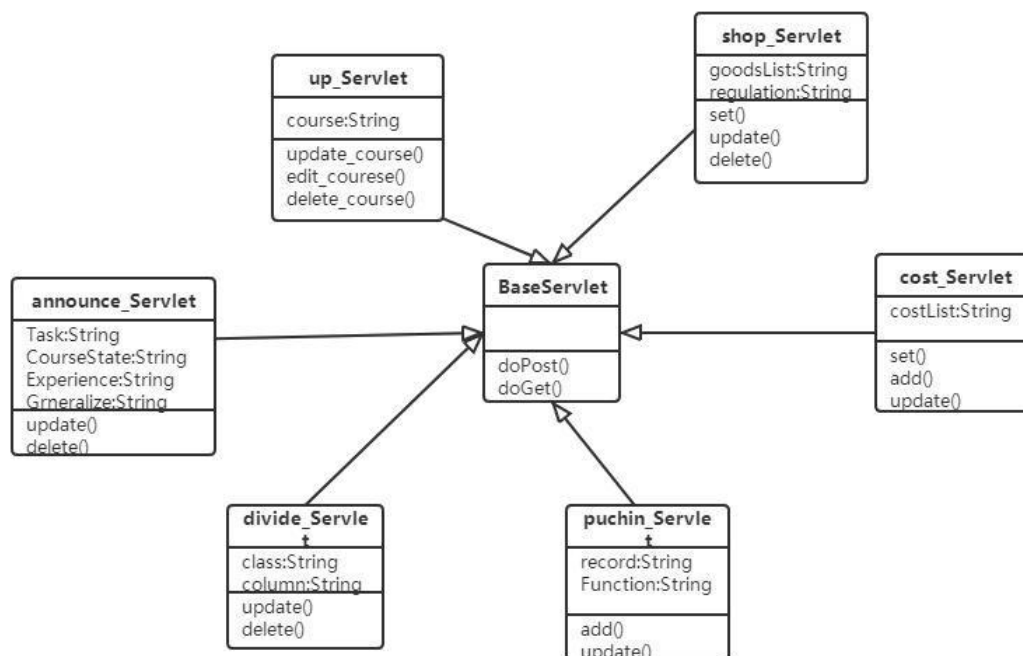 shop_Servlet
goodsList:String
regulation:String
set()
update()
delete()
up_Servlet
course:String
update_course()
edit_courese()
delete_course()
BaseServlet
doPost()
doGet()
cost_Servlet
costList:String
set()
add()
update()
announce_Servlet
Task:String
CourseState:String
Experience:String
Grneralize:String
update()
delete()
divide_Servle
t
class:String
column:String
update()
delete()
puchin_Servle
t
record:String
Function:String
add()
update()